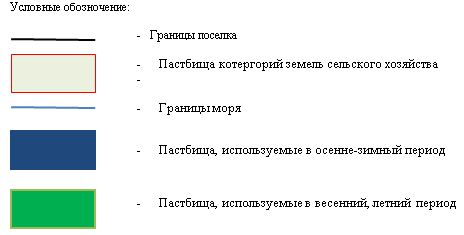 Условные обозначение:
- Границы поселка
- Пастбища котергорий земель сельского хозяйства
-
- Границы моря
- Пастбища, используемые в осенне-зимный период
- Пастбища, используемые в весенний, летний период